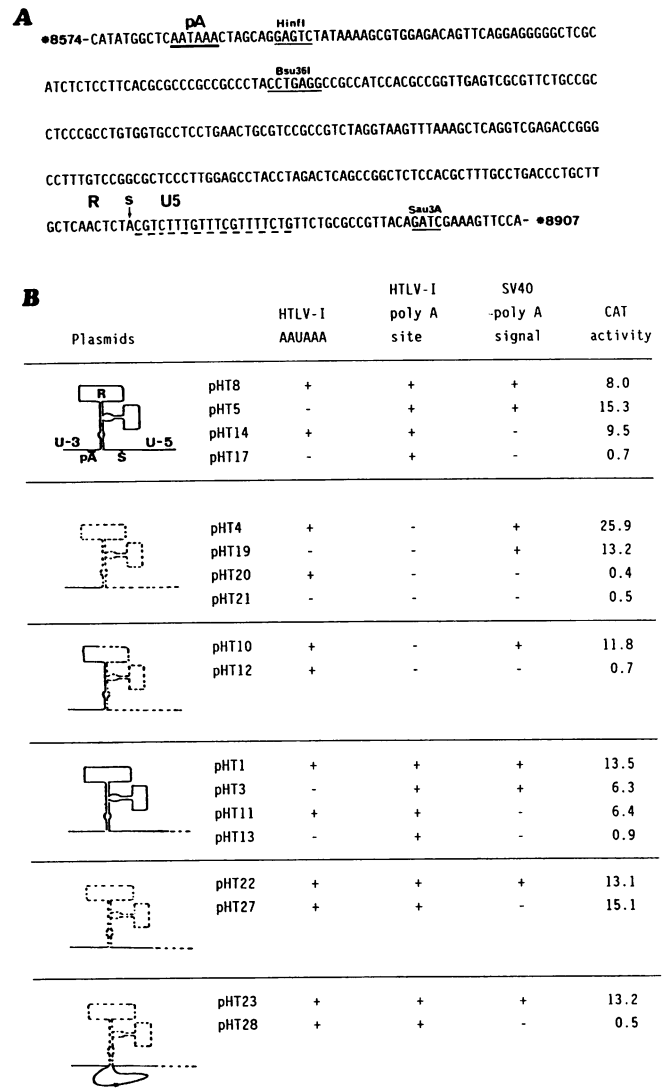 A
pA HinfI
*8574-CATATGGCTCAATAAACTAGCAGGAGTCTATAAAAGCGTGGAGACAGTTCAGGAGGGGGCTCGC
Bsu36I
ATCTCTCCTTCACGCGCCCGCCGCCCTACCTGAGGCCGCCATCCACGCCGGTTGAGTCGCGTTCTGCCGC
CTCCCGCCTGTGGTGCCTCCTGAACTGCGTCCGCCGTCTAGGTAAGTTTAAAGCTCAGGTCGAGACCGGG
CCTTTGTCCGGCGCTCCCTTGGAGCCTACCTAGACTCAGCCGGCTCTCCACGCTTTGCCTGACCCTGCTT
R S U5 Sau3A
GCTCAACTCTACGTCTTTGTTTCGTTTTCTGTTCTGCGCCGTTACAGATCGAAAGTTCCA- *8907
B
Plasmids HTLV-I AAUAAA HTLV-I poly A site SV40 poly A signal CAT activity
R
U-3 U-5
pA S
pHT8 + + + 8.0
pHT5 - + + 15.3
pHT14 + + - 9.5
pHT17 - + - 0.7
pHT4 + - + 25.9
pHT19 - - + 13.2
pHT20 + - - 0.4
pHT21 - - - 0.5
pHT10 + - + 11.8
pHT12 + - - 0.7
pHT1 + + + 13.5
pHT3 - + + 6.3
pHT11 + + - 6.4
pHT13 - + - 0.9
pHT22 + + + 13.1
pHT27 + + - 15.1
pHT23 + + + 13.2
pHT28 + + - 0.5